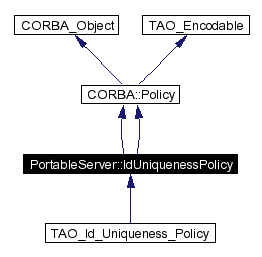 CORBA_Object
TAO_Encodable
CORBA::Policy
PortableServer::IdUniquenessPolicy
TAO_Id_Uniqueness_Policy